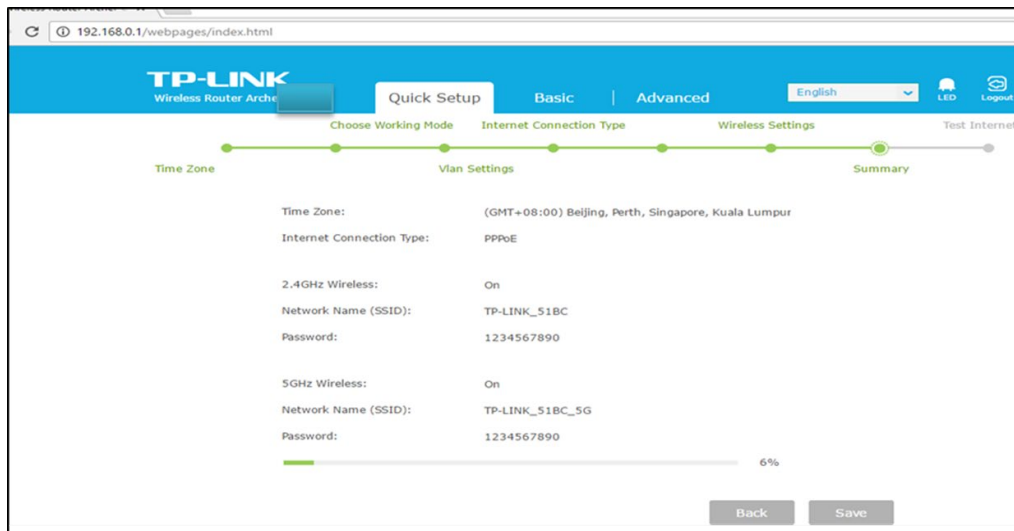 192.168.0.1/webpages/index.html
TP-LINK
Wireless Router Arche
Quick Setup
Basic
Advanced
English
LED
Logout
Choose Working Mode
Internet Connection Type
Wireless Settings
Test Internet
Time Zone
Vlan Settings
Summary
Time Zone: (GMT+08:00) Beijing, Perth, Singapore, Kuala Lumpur
Internet Connection Type: PPPoE
2.4GHz Wireless: On
Network Name (SSID): TP-LINK_51BC
Password: 1234567890
5GHz Wireless: On
Network Name (SSID): TP-LINK_51BC_5G
Password: 1234567890
6%
Back
Save